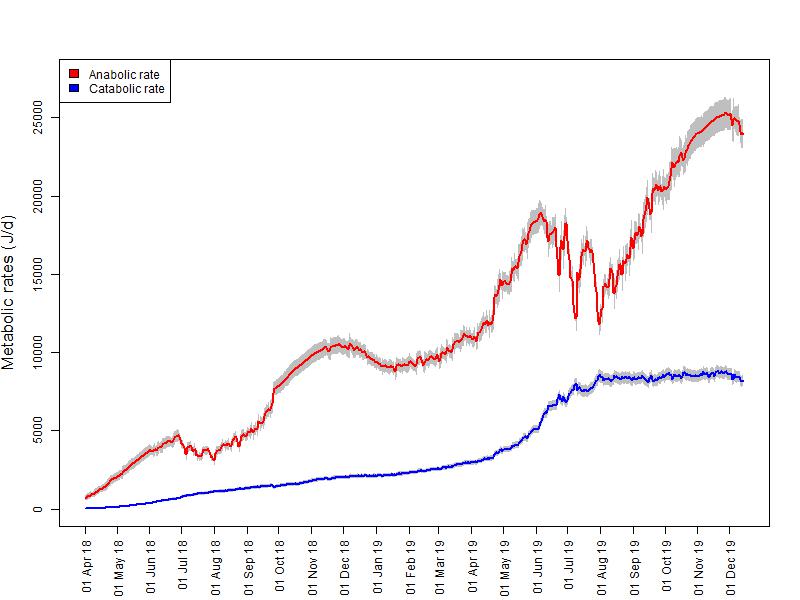 Anabolic rate
Catabolic rate
Metabolic rates (J/d)
25000
20000
15000
10000
5000
0
01 Apr 18
01 May 18
01 Jun 18
01 Jul 18
01 Aug 18
01 Sep 18
01 Oct 18
01 Nov 18
01 Dec 18
01 Jan 19
01 Feb 19
01 Mar 19
01 Apr 19
01 May 19
01 Jun 19
01 Jul 19
01 Aug 19
01 Sep 19
01 Oct 19
01 Nov 19
01 Dec 19